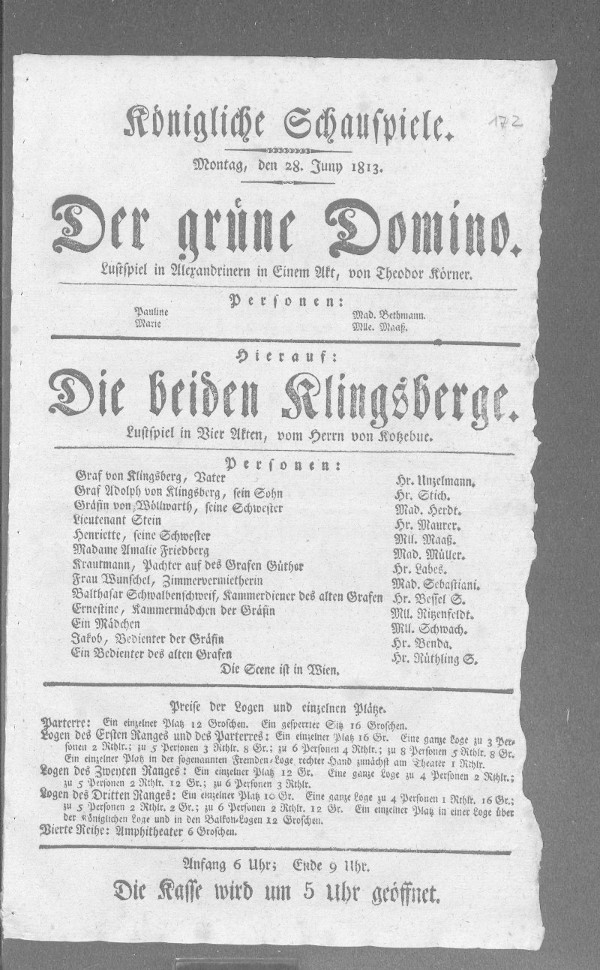 Königliche Schauspiele.
172
Montag, den 28. Juny 1813.
Der grüne Domino.
Lustspiel in Alexandrinern in Einem Akt, von Theodor Körner.
Personen:
Pauline Mad. Bethmann.
Marie Mlle. Maaß.
Hierauf:
Die beiden Klingsberge.
Lustspiel in Vier Akten, vom Herrn von Kotzebue.
Personen:
Graf von Klingsberg, Vater Hr. Unzelmann.
Graf Adolph von Klingsberg, sein Sohn Hr. Stich.
Gräfin von Wöllwarth, seine Schwester Mad. Herdt.
Lieutenant Stein Hr. Maurer.
Henriette, seine Schwester Mll. Maaß.
Madame Amalie Friedberg Mad. Müller.
Krautmann, Pachter auf des Grafen Güther Hr. Labes.
Frau Wunschel, Zimmervermietherin Mad. Sebastiani.
Balthasar Schwalbenschweif, Kammerdiener des alten Grafen Hr. Bessel S.
Ernestine, Kammermädchen der Gräfin Mll. Ritzenfeldt.
Ein Mädchen Mll. Schwach.
Jakob, Bedienter der Gräfin Hr. Benda.
Ein Bedienter des alten Grafen Hr. Rüthling S.
Die Scene ist in Wien.
Preise der Logen und einzelnen Plätze.
Parterre: Ein einzelner Platz 12 Groschen. Ein gesperrter Sitz 16 Groschen.
Logen des Ersten Ranges und des Parterres: Ein einzelner Platz 16 Gr. Eine ganze Loge zu 3 Per-
sonen 2 Rthlr.; zu 5 Personen 3 Rthlr. 8 Gr.; zu 6 Personen 4 Rthlr.; zu 8 Personen 5 Rthlr. 8 Gr.
Ein einzelner Platz in der sogenannten Fremden-Loge rechter Hand zunächst am Theater 1 Rthlr.
Logen des Zweyten Ranges: Ein einzelner Platz 12 Gr. Eine ganze Loge zu 4 Personen 2 Rthlr.;
zu 5 Personen 2 Rthlr. 12 Gr.; zu 6 Personen 3 Rthlr.
Logen des Dritten Ranges: Ein einzelner Platz 10 Gr. Eine ganze Loge zu 4 Personen 1 Rthlr. 16 Gr.;
zu 5 Personen 2 Rthlr. 2 Gr.; zu 6 Personen 2 Rthlr. 12 Gr. Ein einzelner Platz in einer Loge über
der Königlichen Loge und in den Balkon-Logen 12 Groschen.
Vierte Reihe: Amphitheater 6 Groschen.
Anfang 6 Uhr; Ende 9 Uhr.
Die Kasse wird um 5 Uhr geöffnet.